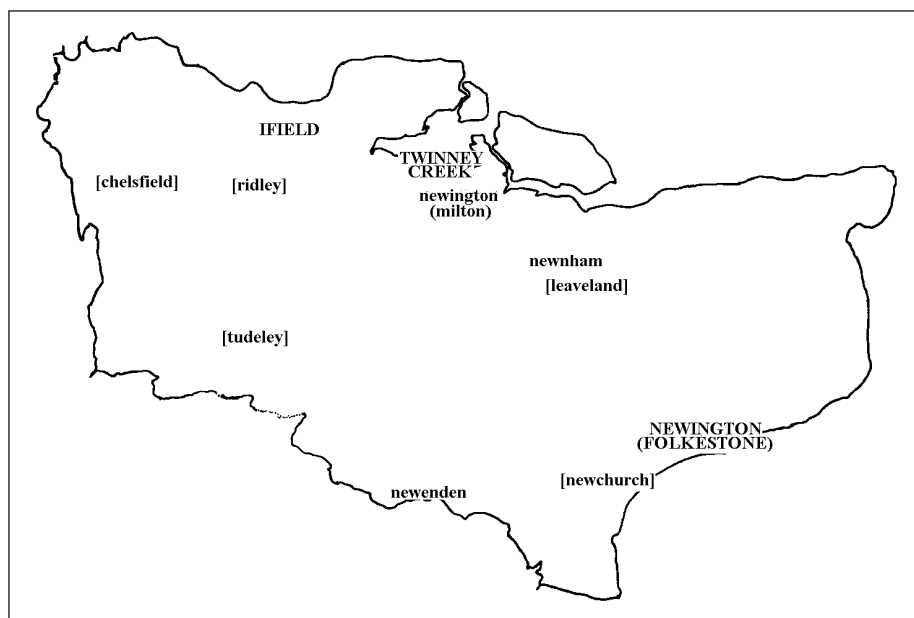 IFIELD
TWINNEY
CREEK
[chelsfield]
[ridley]
newington
(milton)
newnham
[leaveland]
[tudeley]
NEWINGTON
(FOLKESTONE)
[newchurch]
newenden